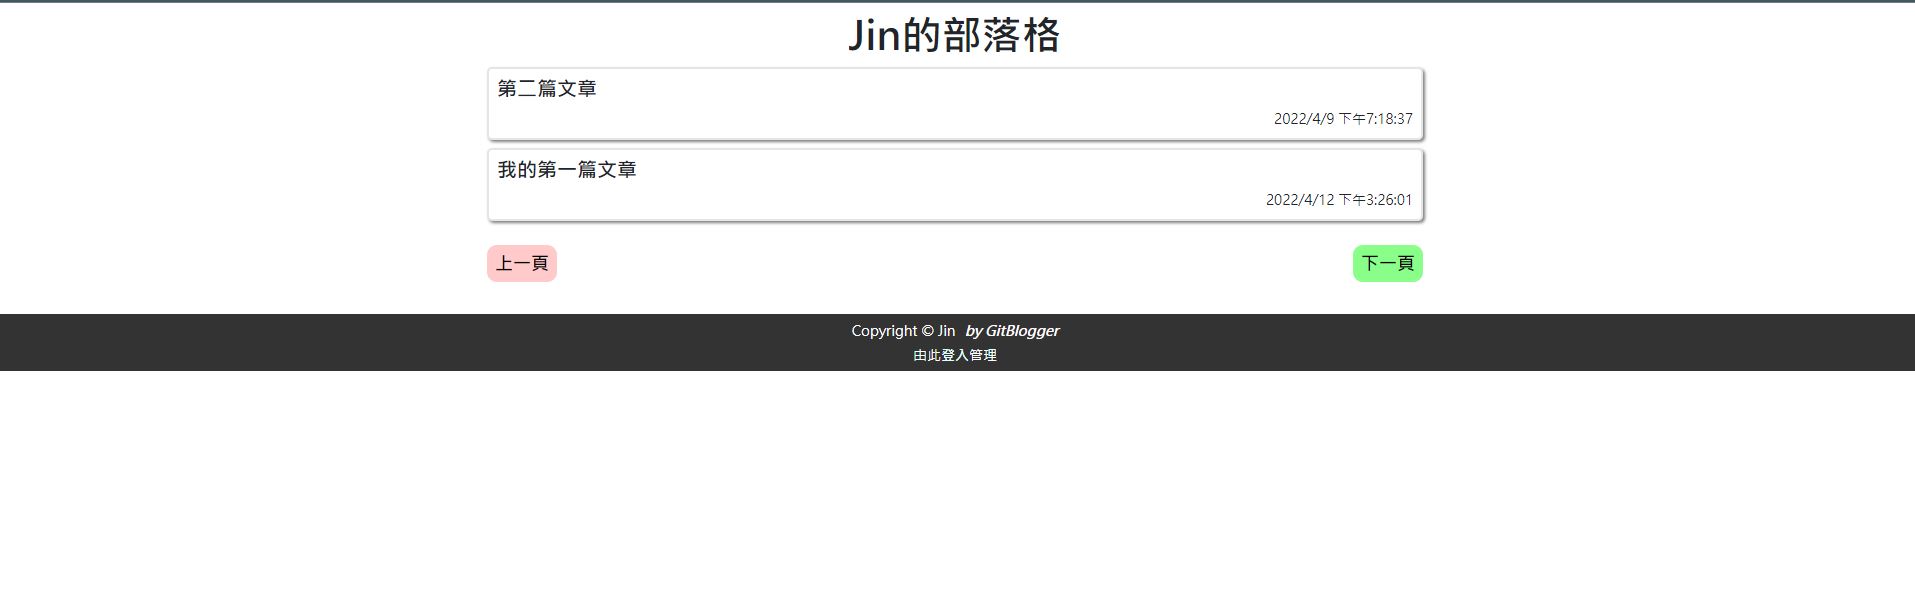 Jin的部落格
第二篇文章
2022/4/9 下午7:18:37
我的第一篇文章
2022/4/12 下午3:26:01
上一頁 下一頁
Copyright © Jin by GitBlogger
由此登入管理